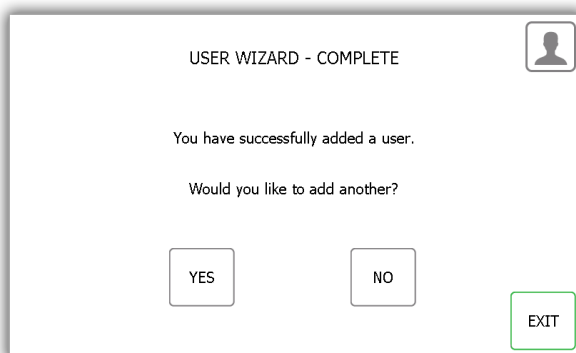 USER WIZARD - COMPLETE
You have successfully added a user.
Would you like to add another?
YES
NO
EXIT